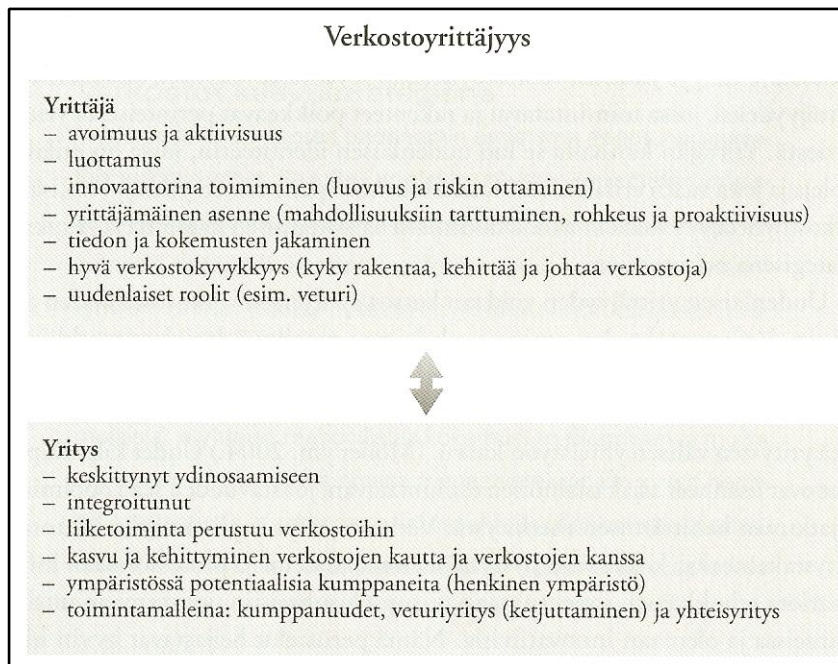 Verkostoyrittäjyys
Yrittäjä
– avoimuus ja aktiivisuus
– luottamus
– innovaattorina toimiminen (luovuus ja riskin ottaminen)
– yrittäjämäinen asenne (mahdollisuuksiin tarttuminen, rohkeus ja proaktiivisuus)
– tiedon ja kokemusten jakaminen
– hyvä verkostokyvykkyys (kyky rakentaa, kehittää ja johtaa verkostoja)
– uudenlaiset roolit (esim. veturi)
Yritys
– keskittynyt ydinosaamiseen
– integroitunut
– liiketoiminta perustuu verkostoihin
– kasvu ja kehittyminen verkostojen kautta ja verkostojen kanssa
– ympäristössä potentiaalisia kumppaneita (henkinen ympäristö)
– toimintamalleina: kumppanuudet, veturiyritys (ketjuttaminen) ja yhteisyritys